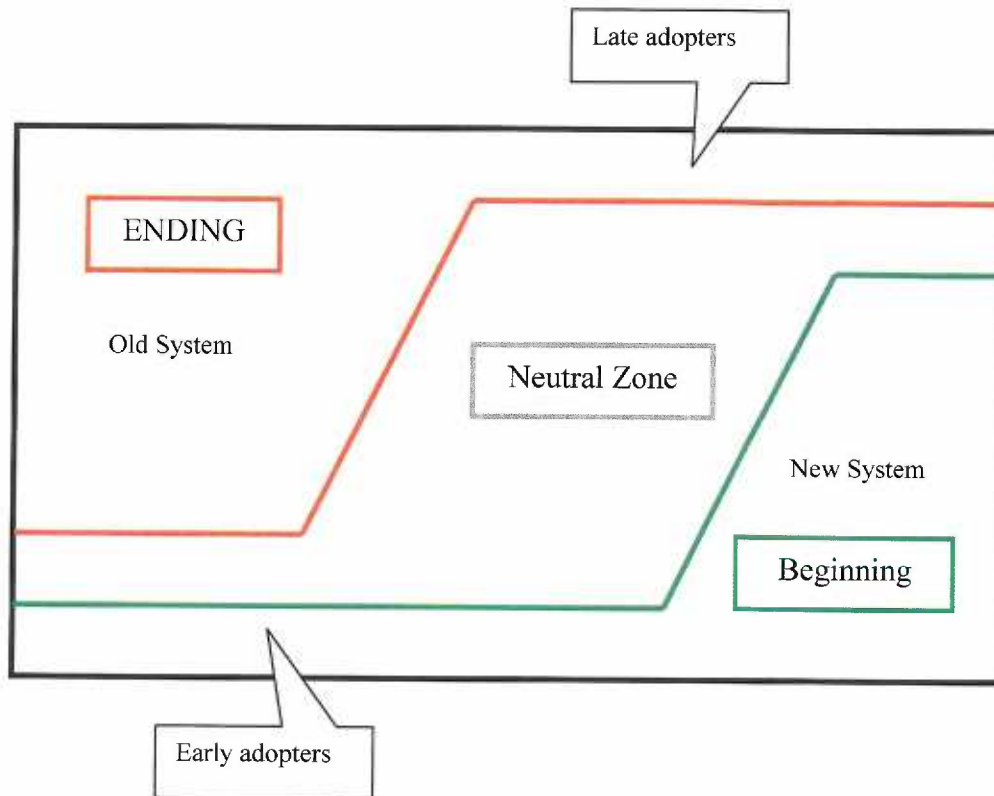 Late adopters
ENDING
Old System
Neutral Zone
New System
Beginning
Early adopters